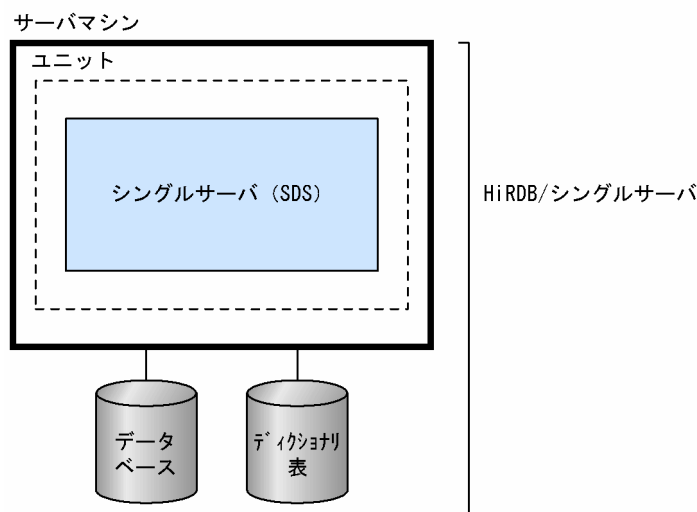 サーバマシン
ユニット
シングルサーバ（SDS）
HiRDB/シングルサーバ
データ
ベース
ﾃﾞｨｸｼｮﾅﾘ
表